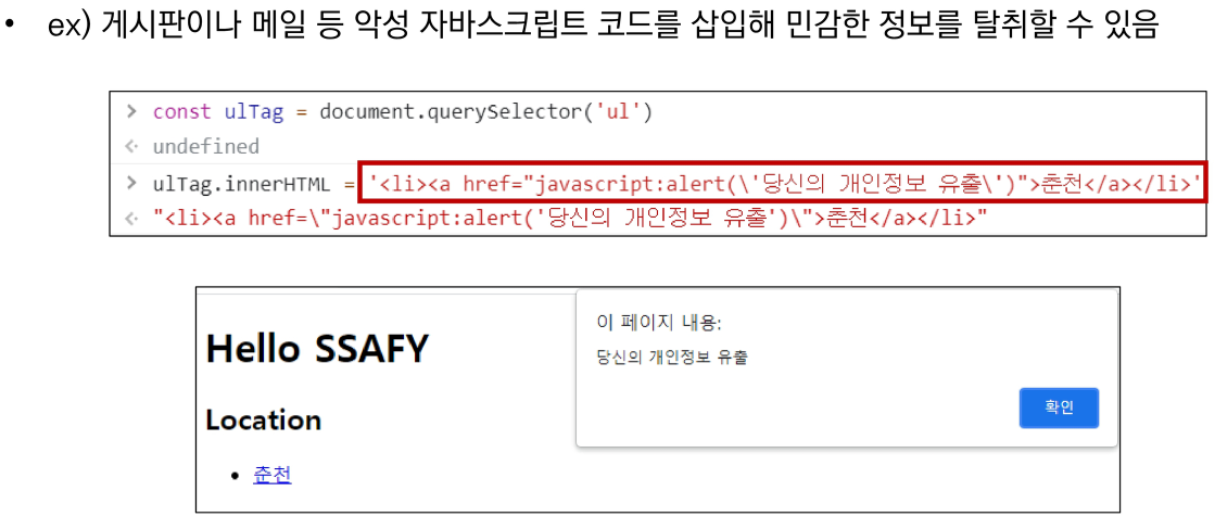 • ex) 게시판이나 메일 등 악성 자바스크립트 코드를 삽입해 민감한 정보를 탈취할 수 있음
> const ulTag = document.querySelector('ul')
<· undefined
> ulTag.innerHTML = '<li><a href="javascript:alert(\'당신의 개인정보 유출\')">춘천</a></li>'
<· "<li><a href=\"javascript:alert('당신의 개인정보 유출')\">춘천</a></li>"
이 페이지 내용:
당신의 개인정보 유출
확인
Hello SSAFY
Location
• 춘천